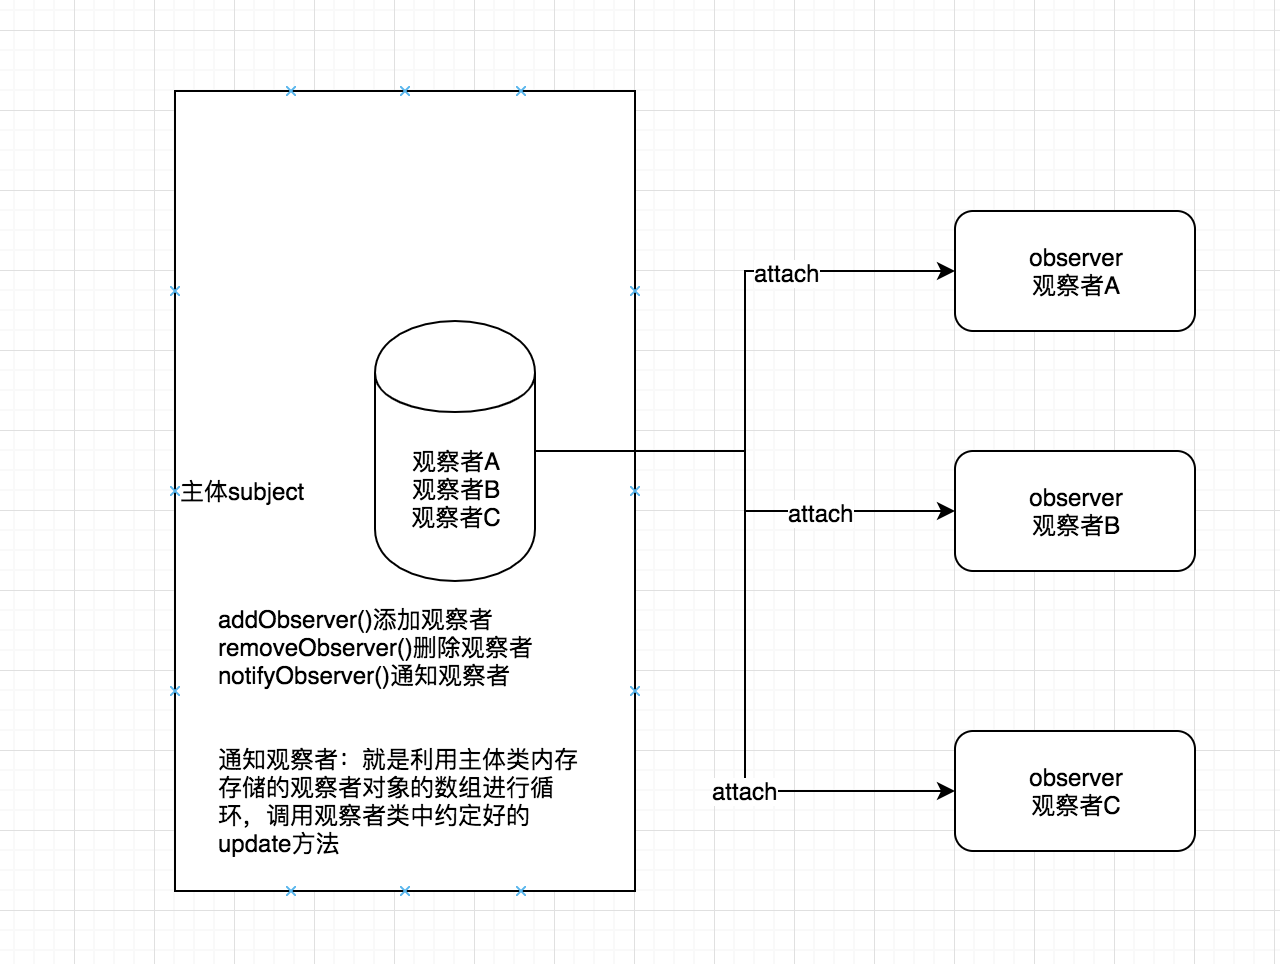 主体subject
观察者A
观察者B
观察者C
addObserver()添加观察者
removeObserver()删除观察者
notifyObserver()通知观察者
通知观察者：就是利用主体类内存
存储的观察者对象的数组进行循
环，调用观察者类中约定好的
update方法
attach
observer
观察者A
attach
observer
观察者B
attach
observer
观察者C